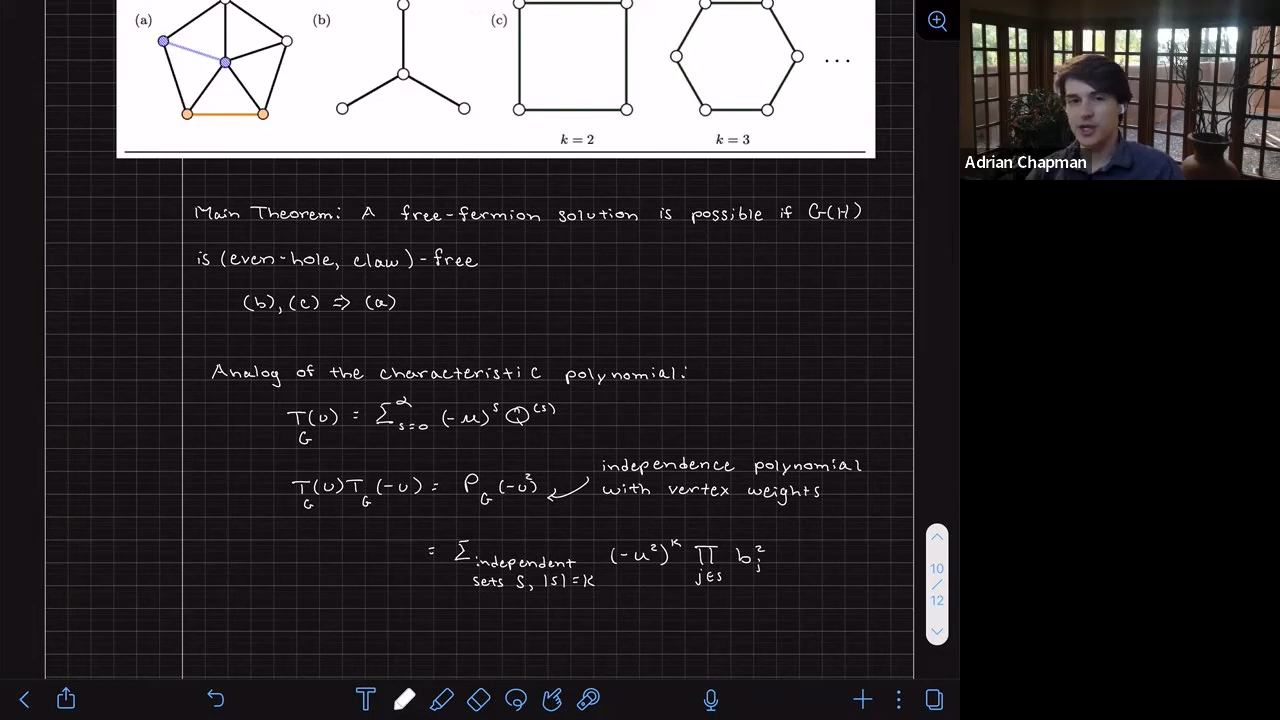 (a)
(b)
(c)
k = 2
k = 3
...
Adrian Chapman
Main Theorem: A free-fermion solution is possible if G(H)
is (even-hole, claw)-free
(b), (c) ⇒ (a)
Analog of the characteristic polynomial:
T_G(u) = Σ_{s=0}^α (-u)^s Q^{(s)}
T_G(u) T_G(-u) = P_G(-u²)
independence polynomial
with vertex weights
= Σ_{independent sets S, |S|=k} (-u²)^k ∏_{j∈S} b_j²
10
/
12
T